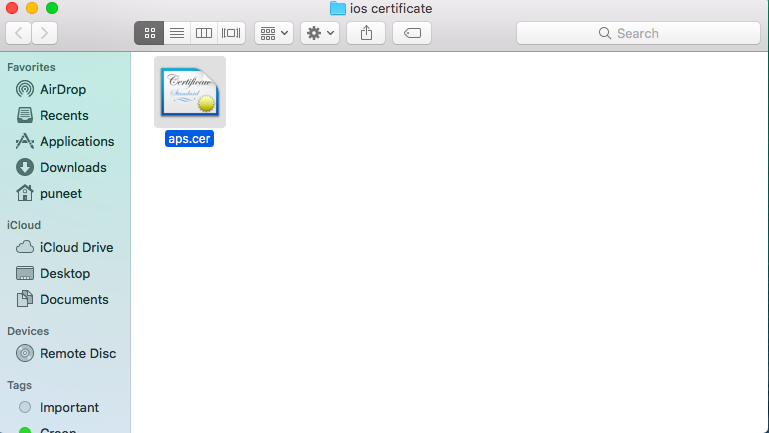 ios certificate
Search
Favorites
AirDrop
Recents
Applications
Downloads
puneet
iCloud
iCloud Drive
Desktop
Documents
Devices
Remote Disc
Tags
Important
Green
Certificate
Standard
aps.cer